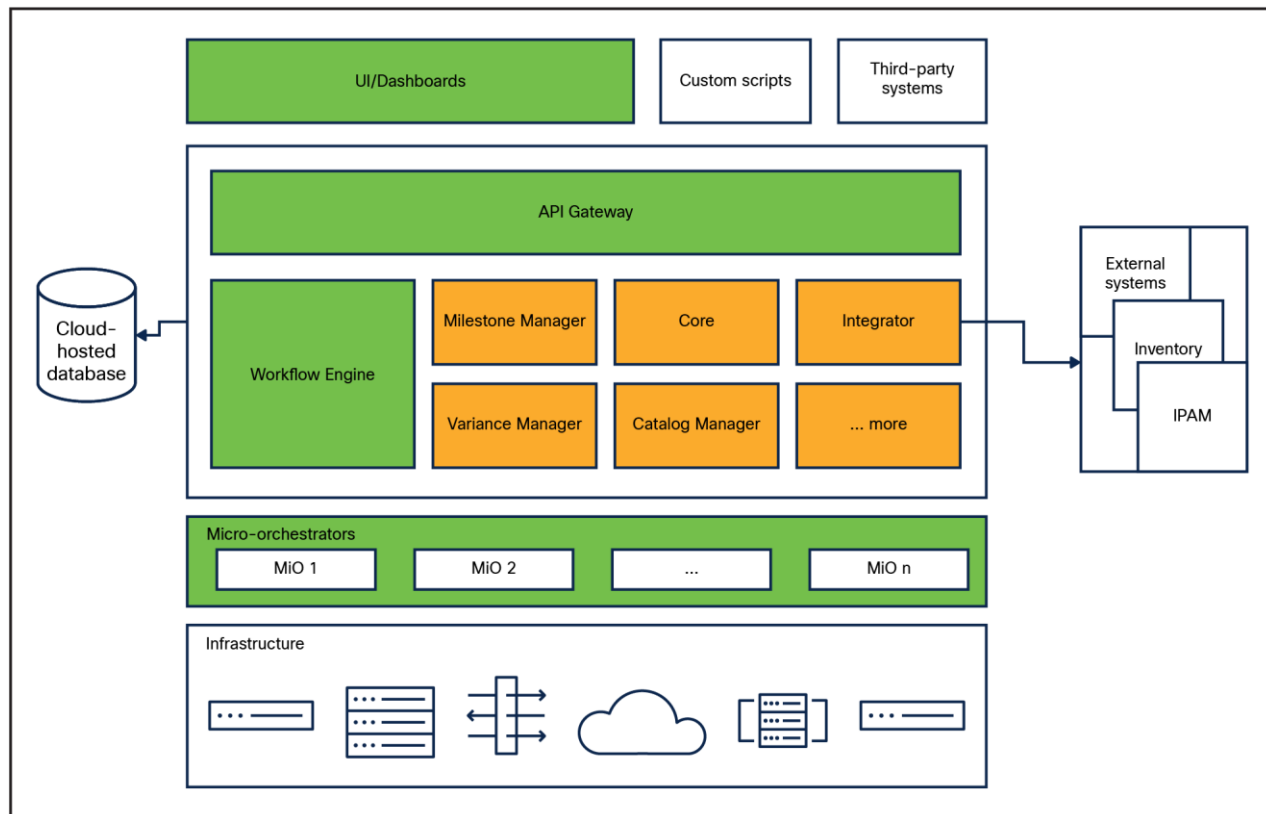 UI/Dashboards
Custom scripts
Third-party
systems
API Gateway
Cloud-
hosted
database
Workflow Engine
Milestone Manager
Core
Integrator
Variance Manager
Catalog Manager
... more
External
systems
Inventory
IPAM
Micro-orchestrators
MiO 1
MiO 2
...
MiO n
Infrastructure